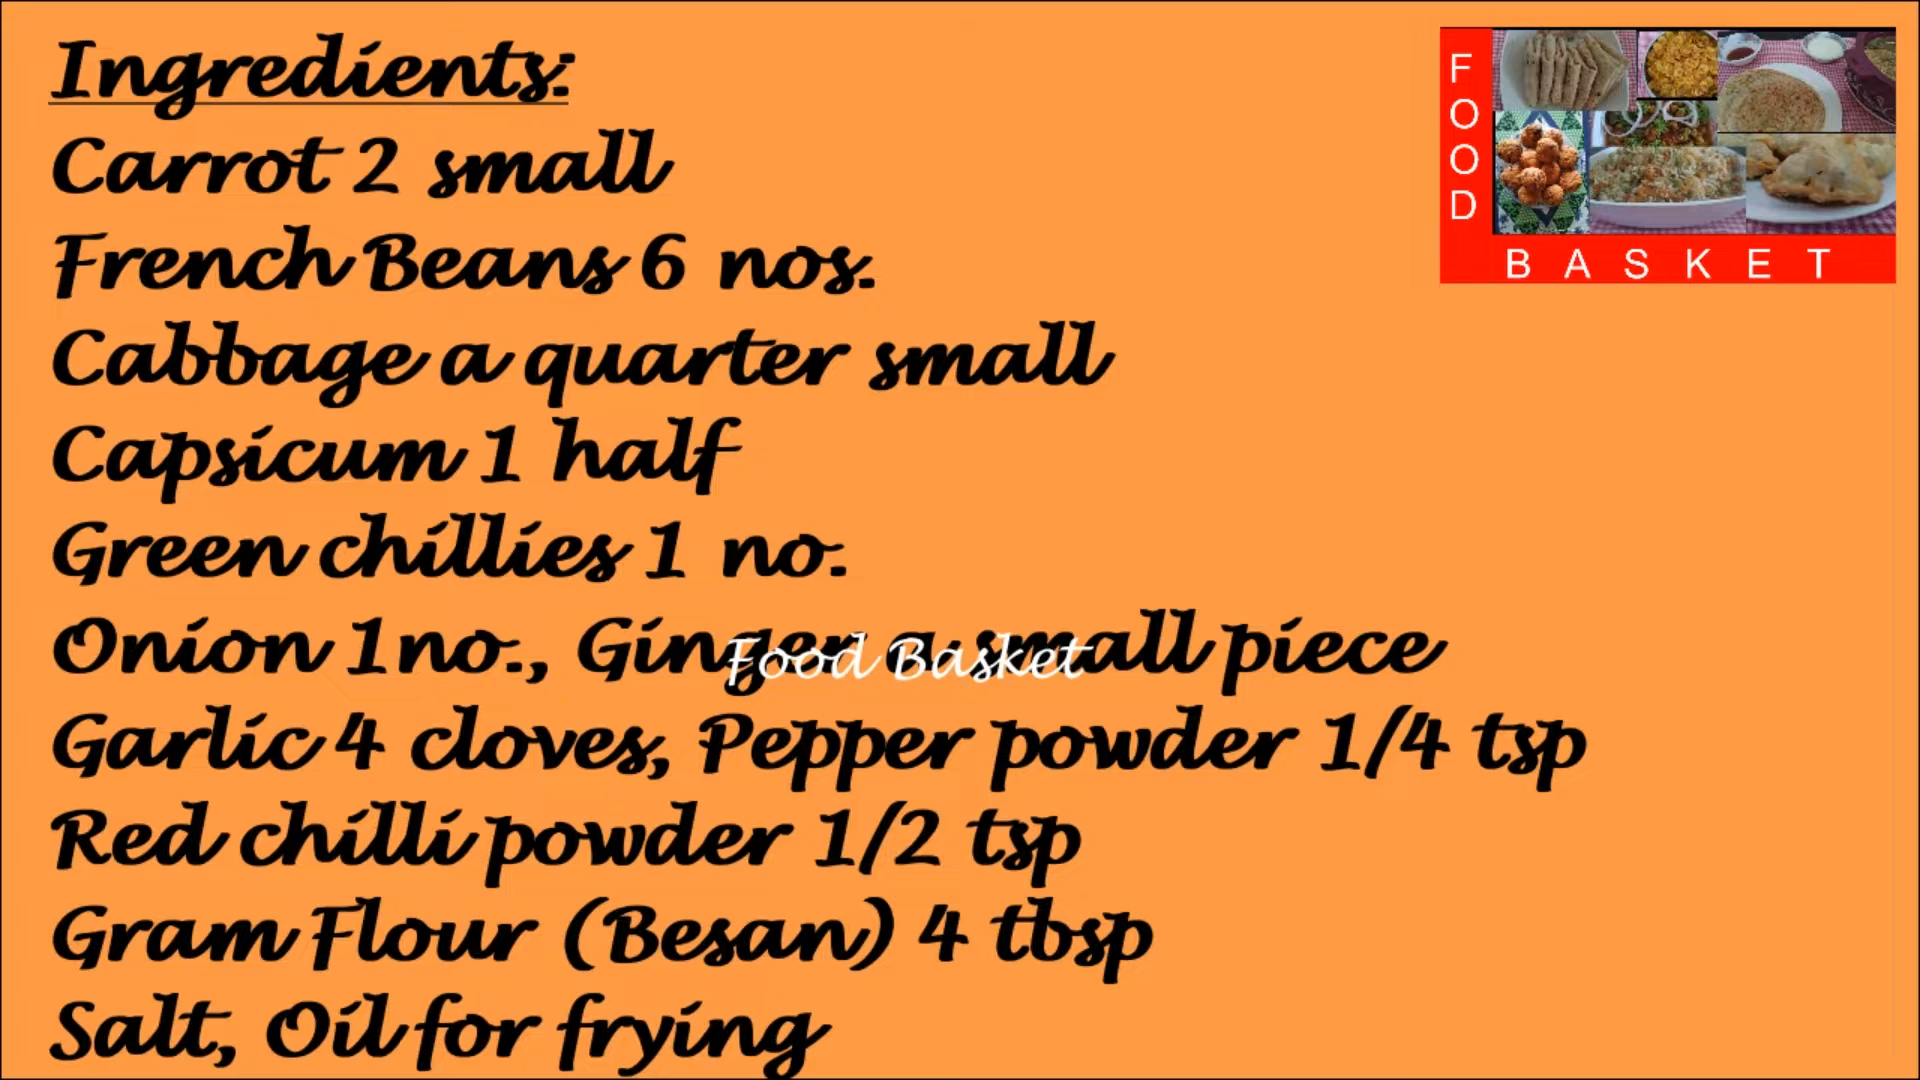 Ingredients:
Carrot 2 small
French Beans 6 nos.
Cabbage a quarter small
Capsicum 1 half
Green chillies 1 no.
Onion 1no., Ginger a small piece
Food Basket
Garlic 4 cloves, Pepper powder 1/4 tsp
Red chilli powder 1/2 tsp
Gram Flour (Besan) 4 tbsp
Salt, Oil for frying
FOOD
BASKET